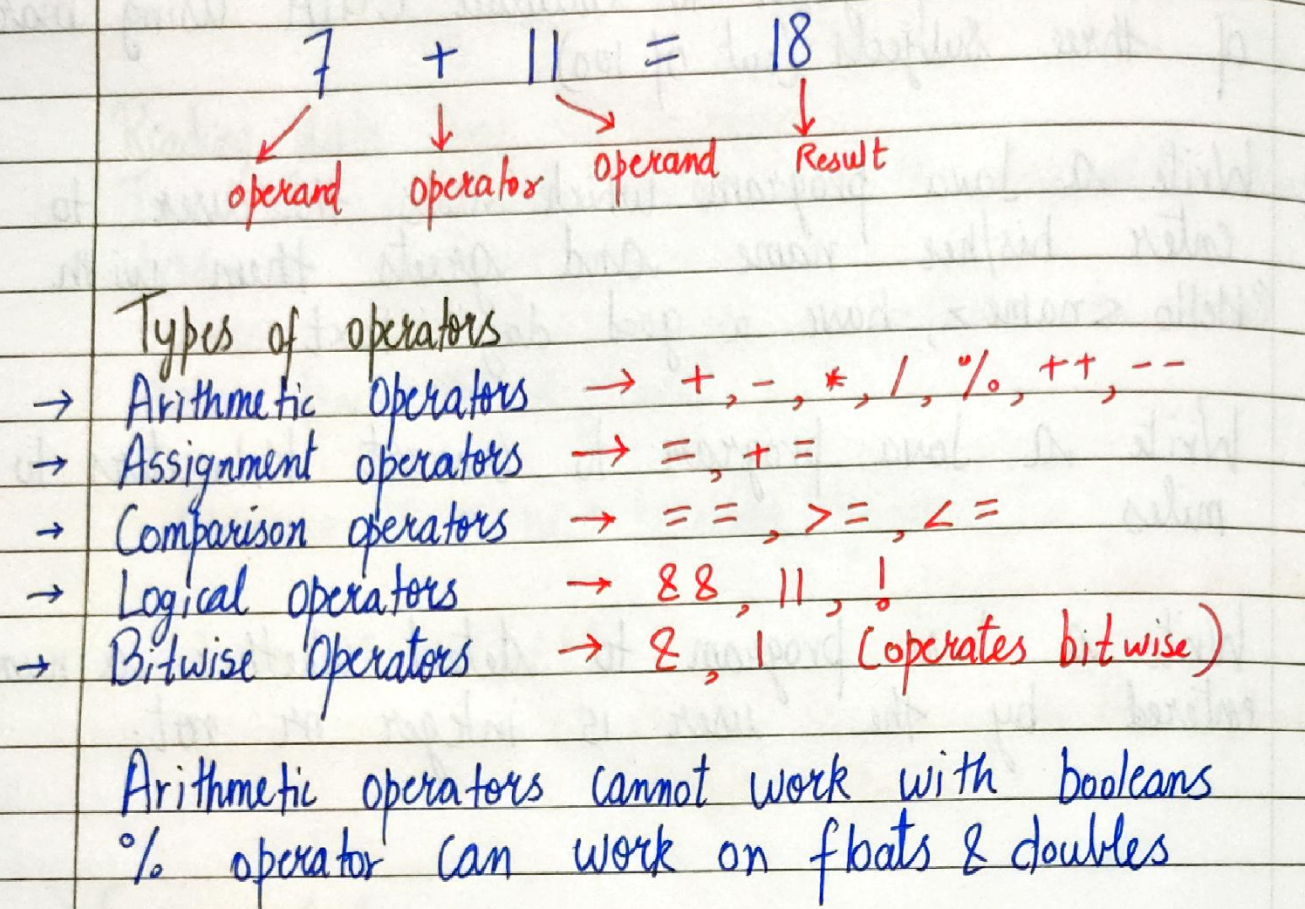 7 + 11 = 18
operand operator operand Result
Types of operators
→ Arithmetic Operators → +, -, *, /, %, ++, --
→ Assignment operators → =, +=
→ Comparison operators → ==, >=, <=
→ Logical operators → &&, ||, !
→ Bitwise Operators → &, | (operates bitwise)
Arithmetic operators cannot work with booleans
% operator can work on floats & doubles